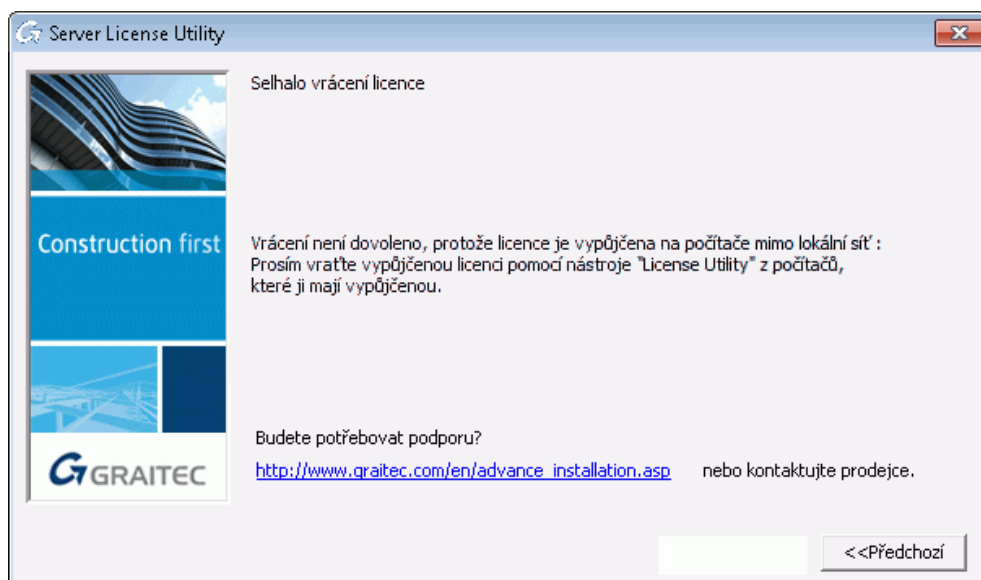 Server License Utility
Selhalo vrácení licence
Construction first
Vrácení není dovoleno, protože licence je vypůjčena na počítače mimo lokální síť :
Prosím vraťte vypůjčenou licenci pomocí nástroje "License Utility" z počítačů,
které ji mají vypůjčenou.
Budete potřebovat podporu?
http://www.graitec.com/en/advance_installation.asp nebo kontaktujte prodejce.
GRAITEC
<<Předchozí